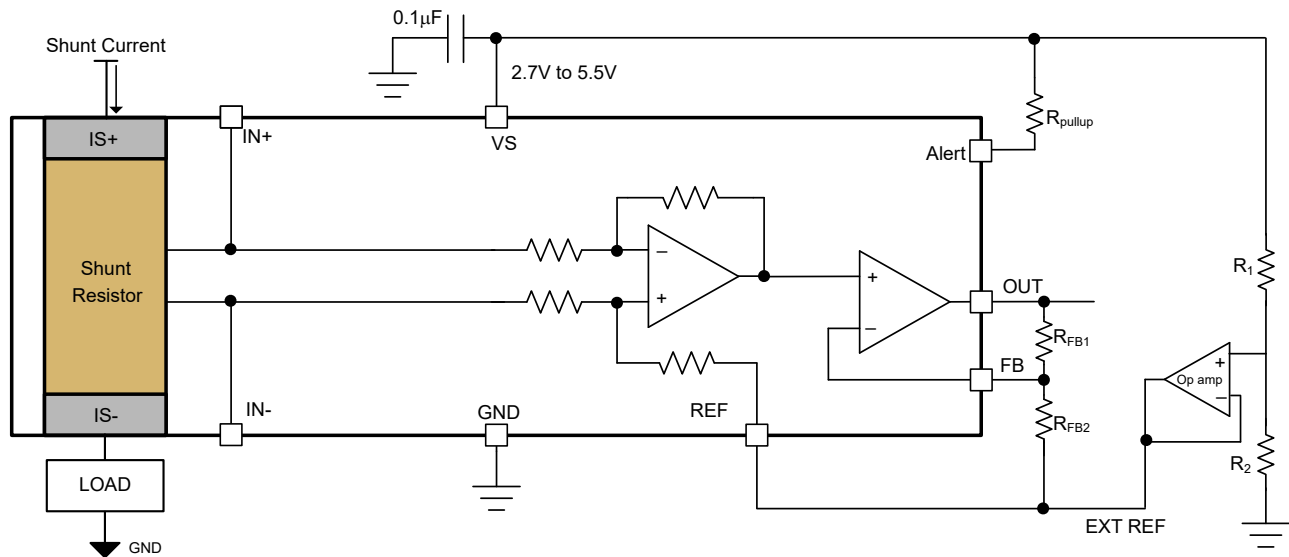 0.1µF
Shunt Current
2.7V to 5.5V
IS+
IN+
VS
Rpullup
Alert
−
Shunt
Resistor
+
+
−
OUT
R1
RFB1
FB
+
Op amp
−
IS-
IN-
GND
REF
RFB2
R2
LOAD
EXT REF
GND